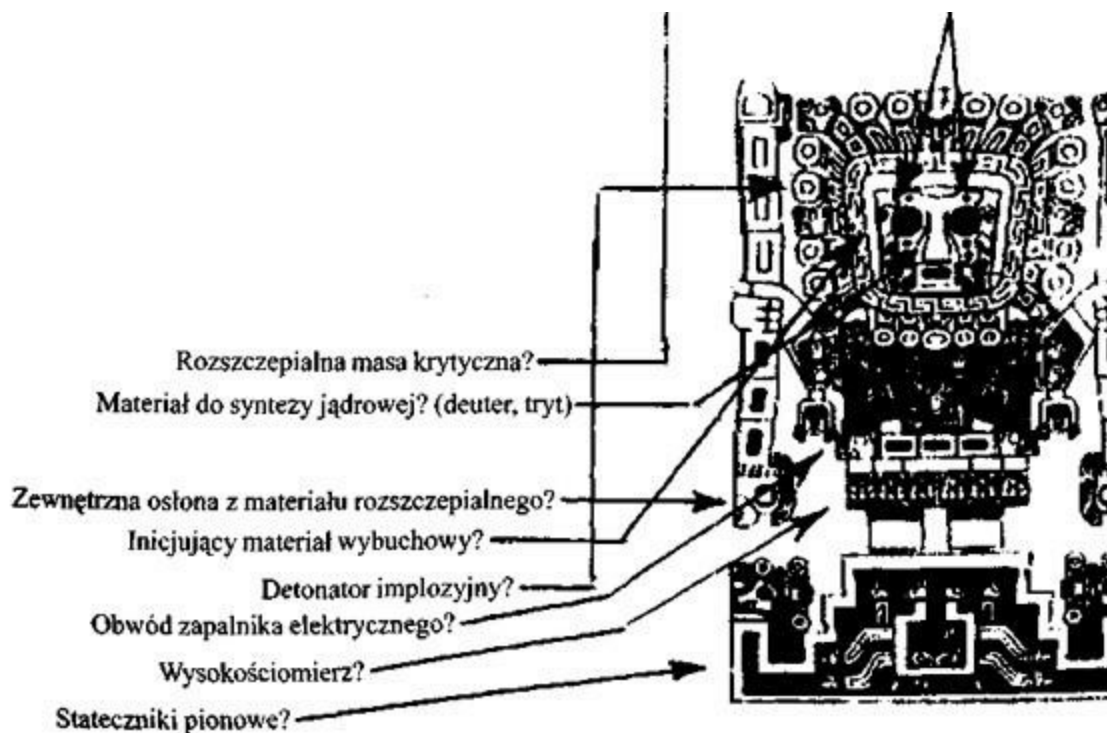 Rozszczepialna masa krytyczna?
Materiał do syntezy jądrowej? (deuter, tryt)
Zewnętrzna osłona z materiału rozszczepialnego?
Inicjujący materiał wybuchowy?
Detonator implozyjny?
Obwód zapalnika elektrycznego?
Wysokościomierz?
Stateczniki pionowe?